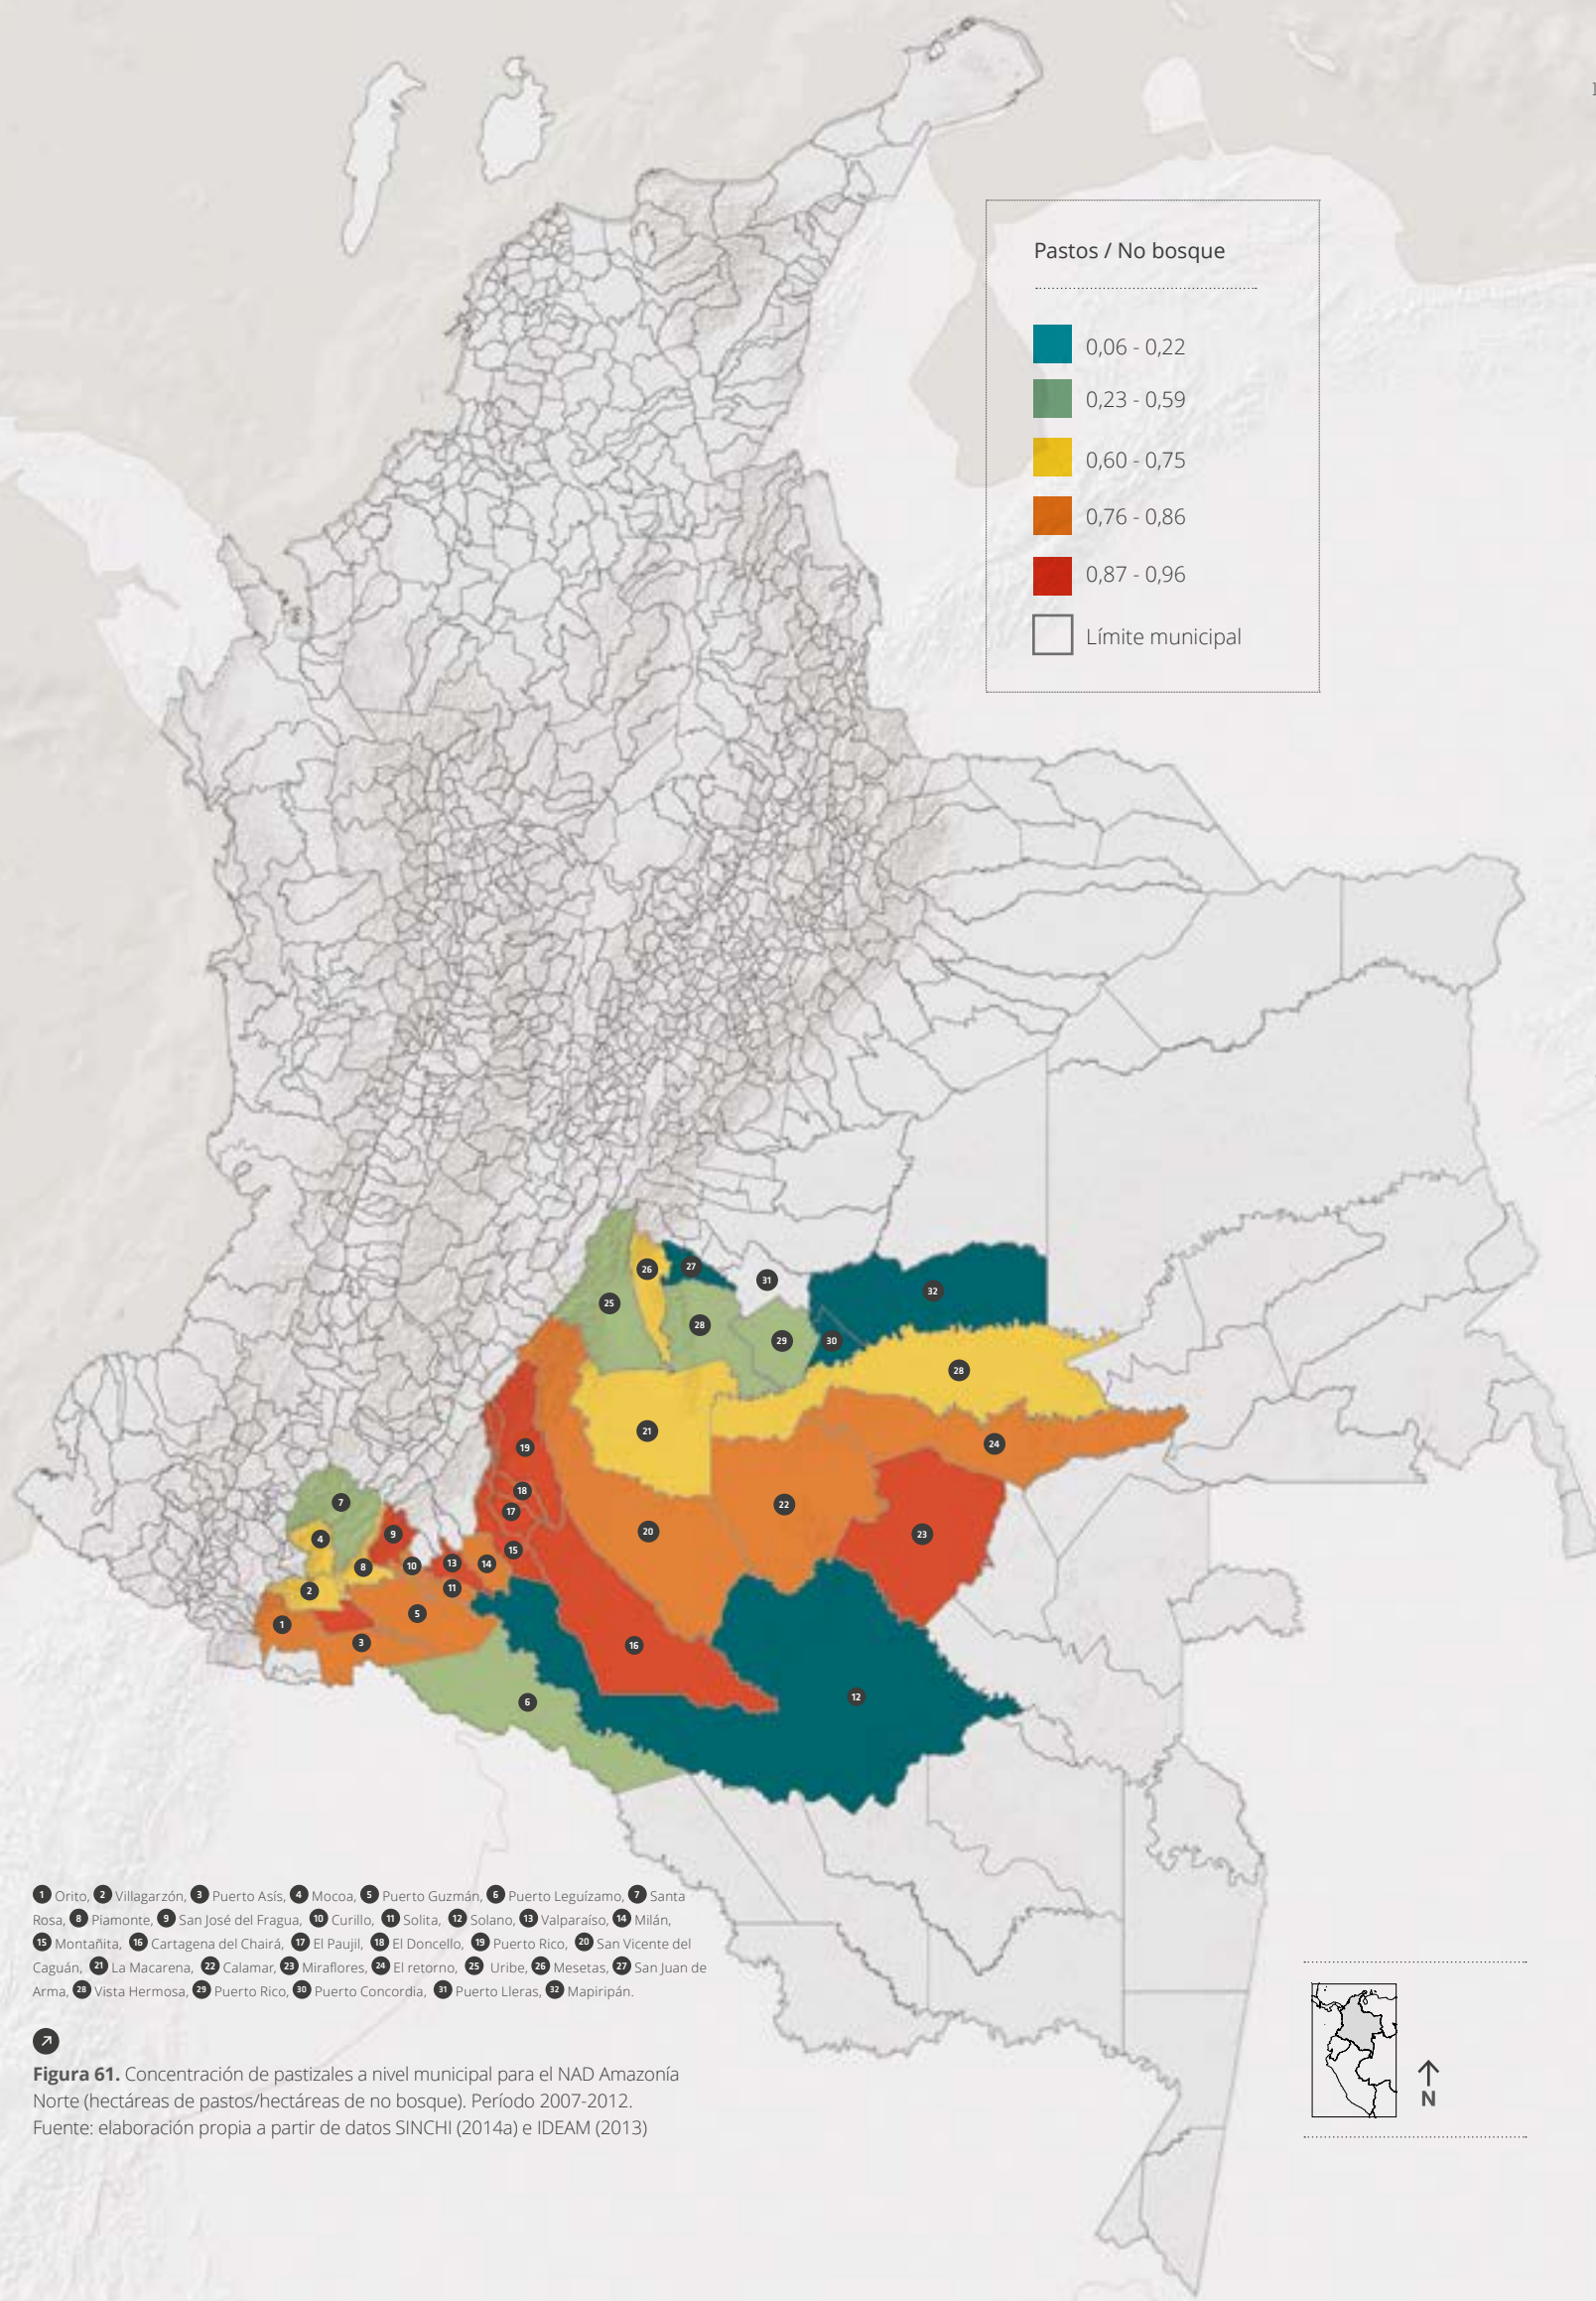 Pastos / No bosque
0,06 - 0,22
0,23 - 0,59
0,60 - 0,75
0,76 - 0,86
0,87 - 0,96
Límite municipal
26
27
31
32
25
28
29
30
28
21
24
19
18
7
17
22
20
4
9
23
15
8
10
13
14
2
11
5
1
3
16
12
6
1 Orito, 2 Villagarzón, 3 Puerto Asís, 4 Mocoa, 5 Puerto Guzmán, 6 Puerto Leguízamo, 7 Santa
Rosa, 8 Piamonte, 9 San José del Fragua, 10 Curillo, 11 Solita, 12 Solano, 13 Valparaíso, 14 Milán,
15 Montañita, 16 Cartagena del Chairá, 17 El Paujil, 18 El Doncello, 19 Puerto Rico, 20 San Vicente del
Caguán, 21 La Macarena, 22 Calamar, 23 Miraflores, 24 El retorno, 25 Uribe, 26 Mesetas, 27 San Juan de
Arma, 28 Vista Hermosa, 29 Puerto Rico, 30 Puerto Concordia, 31 Puerto Lleras, 32 Mapiripán.
Figura 61. Concentración de pastizales a nivel municipal para el NAD Amazonía
Norte (hectáreas de pastos/hectáreas de no bosque). Período 2007-2012.
Fuente: elaboración propia a partir de datos SINCHI (2014a) e IDEAM (2013)
N